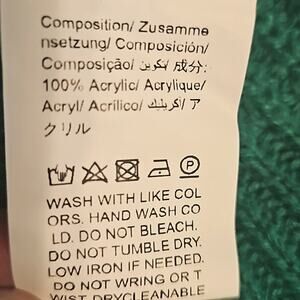 Composition/ Zusamme
nsetzung/ Composición/
Composição/ تكوين/ 成分:
100% Acrylic/ Acrylique/
Acryl/ Acrílico/ أكريليك/ ア
クリル
WASH WITH LIKE COL
ORS. HAND WASH CO
LD. DO NOT BLEACH.
DO NOT TUMBLE DRY.
LOW IRON IF NEEDED.
DO NOT WRING OR T
WIST. DRYCLEANABLE